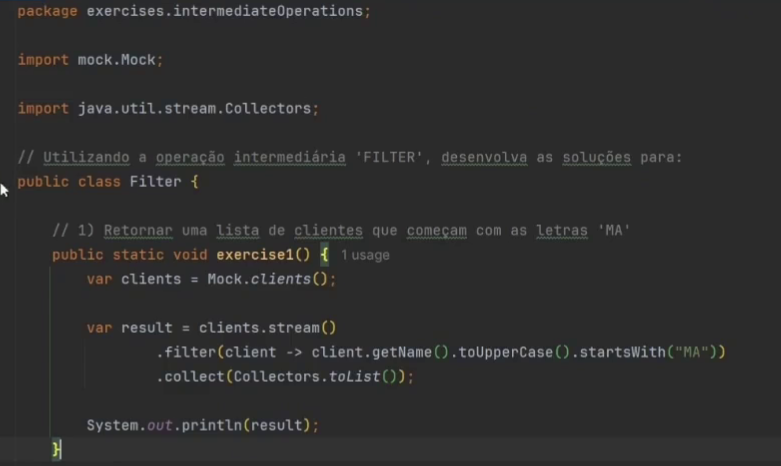 package exercises.intermediateOperations;
import mock.Mock;
import java.util.stream.Collectors;
// Utilizando a operação intermediária 'FILTER', desenvolva as soluções para:
public class Filter {
// 1) Retornar uma lista de clientes que começam com as letras 'MA'
public static void exercise1() { 1 usage
var clients = Mock.clients();
var result = clients.stream()
.filter(client -> client.getName().toUpperCase().startsWith("MA"))
.collect(Collectors.toList());
System.out.println(result);
}